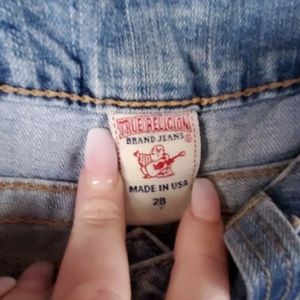 TRUE RELIGION
BRAND JEANS
®
MADE IN USA
28